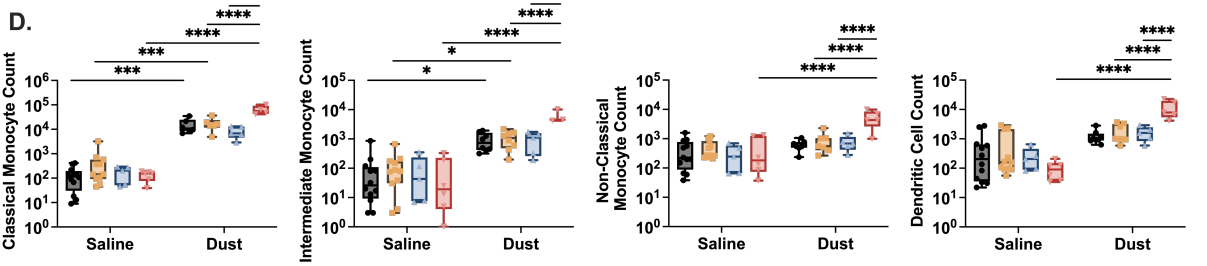 D.
****
****
***
***
Classical Monocyte Count
10⁶
10⁵
10⁴
10³
10²
10¹
10⁰
Saline
Dust
****
****
*
*
Intermediate Monocyte Count
10⁵
10⁴
10³
10²
10¹
10⁰
Saline
Dust
****
****
****
Non-Classical
Monocyte Count
10⁵
10⁴
10³
10²
10¹
10⁰
Saline
Dust
****
****
****
Dendritic Cell Count
10⁵
10⁴
10³
10²
10¹
10⁰
Saline
Dust